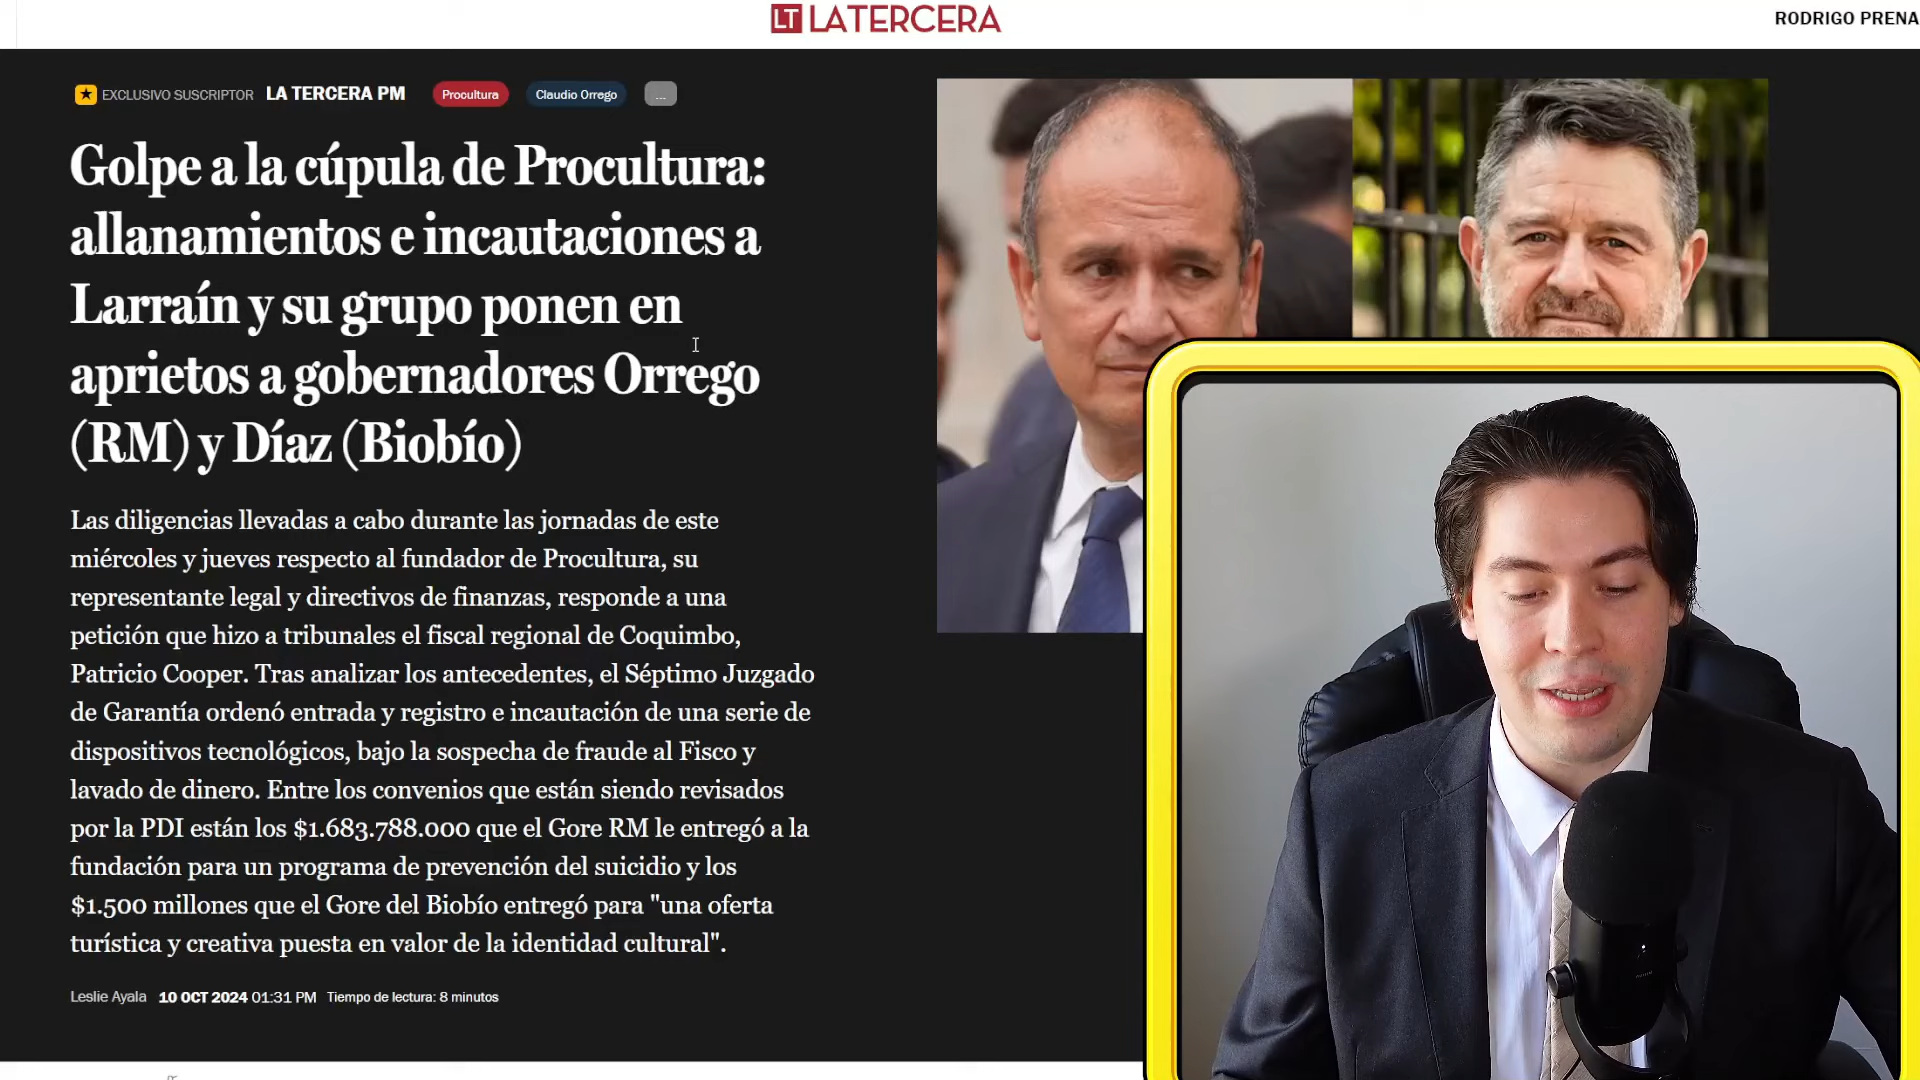 LT LATERCERA
RODRIGO PRENA
EXCLUSIVO SUSCRIPTOR LA TERCERA PM Procultura Claudio Orrego ...
Golpe a la cúpula de Procultura:
allanamientos e incautaciones a
Larraín y su grupo ponen en
aprietos a gobernadores Orrego
(RM) y Díaz (Biobío)
Las diligencias llevadas a cabo durante las jornadas de este
miércoles y jueves respecto al fundador de Procultura, su
representante legal y directivos de finanzas, responde a una
petición que hizo a tribunales el fiscal regional de Coquimbo,
Patricio Cooper. Tras analizar los antecedentes, el Séptimo Juzgado
de Garantía ordenó entrada y registro e incautación de una serie de
dispositivos tecnológicos, bajo la sospecha de fraude al Fisco y
lavado de dinero. Entre los convenios que están siendo revisados
por la PDI están los $1.683.788.000 que el Gore RM le entregó a la
fundación para un programa de prevención del suicidio y los
$1.500 millones que el Gore del Biobío entregó para "una oferta
turística y creativa puesta en valor de la identidad cultural".
Leslie Ayala 10 OCT 2024 01:31 PM Tiempo de lectura: 8 minutos